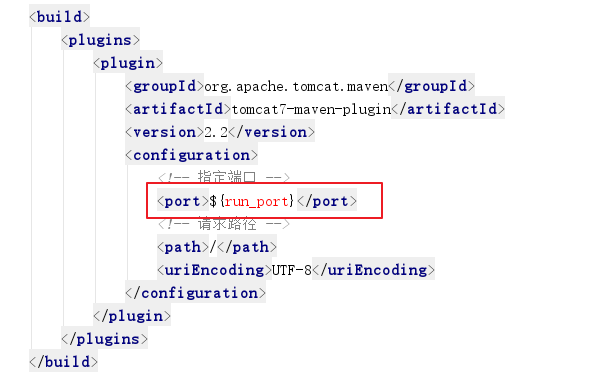 <build>
<plugins>
<plugin>
<groupId>org.apache.tomcat.maven</groupId>
<artifactId>tomcat7-maven-plugin</artifactId>
<version>2.2</version>
<configuration>
<!-- 指定端口 -->
<port>${run_port}</port>
<!-- 请求路径 -->
<path>/</path>
<uriEncoding>UTF-8</uriEncoding>
</configuration>
</plugin>
</plugins>
</build>